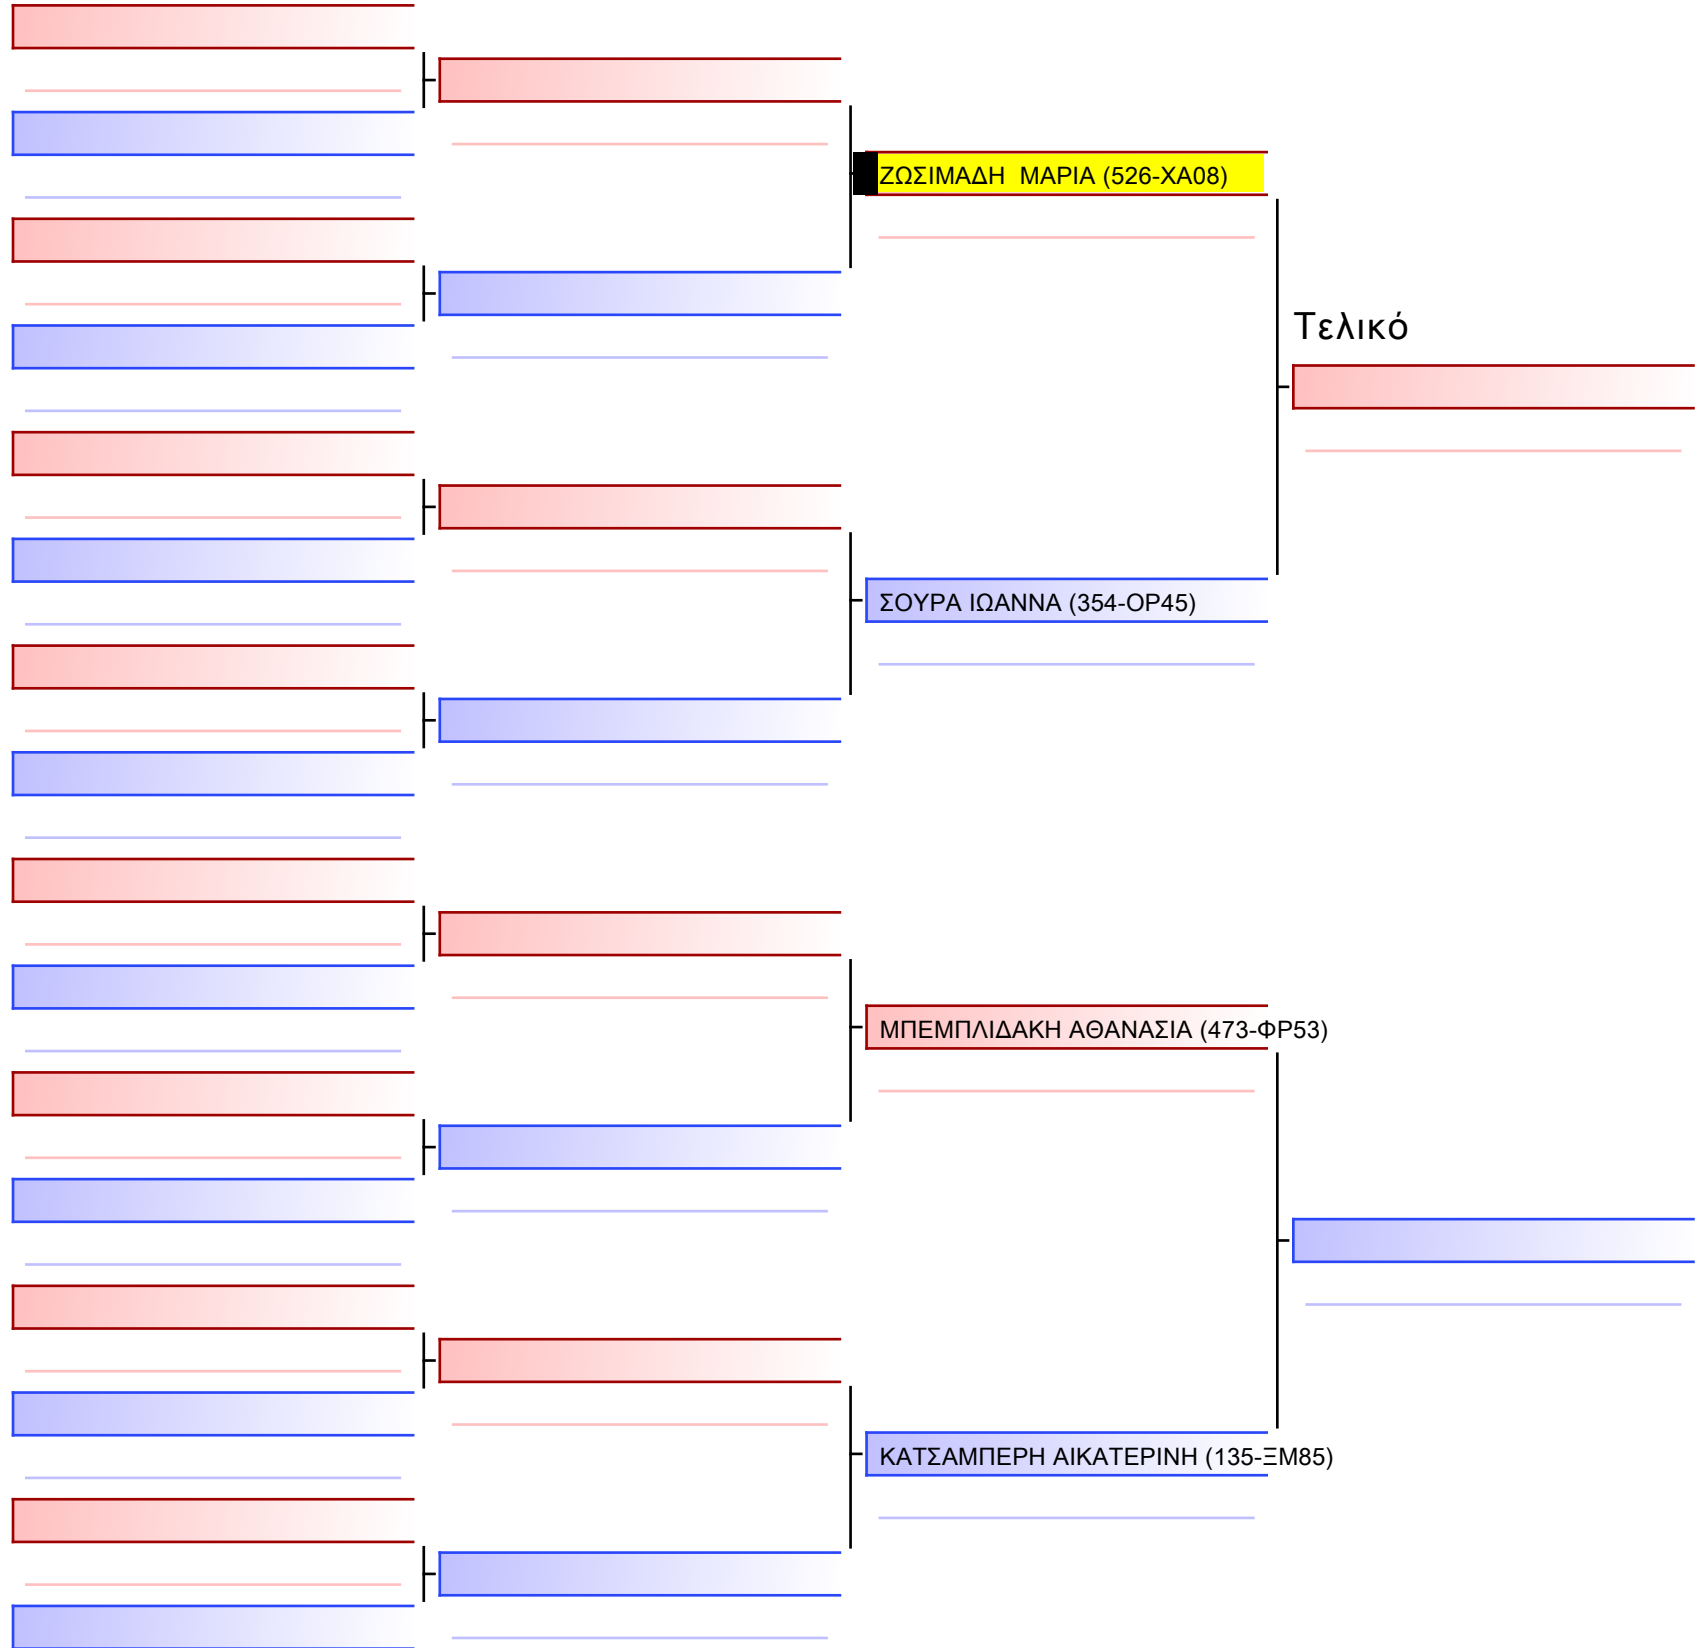 ΖΩΣΙΜΑΔΗ  ΜΑΡΙΑ (526-ΧΑ08)
Τελικό
ΣΟΥΡΑ ΙΩΑΝΝΑ (354-ΟΡ45)
ΜΠΕΜΠΛΙΔΑΚΗ ΑΘΑΝΑΣΙΑ (473-ΦΡ53)
ΚΑΤΣΑΜΠΕΡΗ ΑΙΚΑΤΕΡΙΝΗ (135-ΞΜ85)